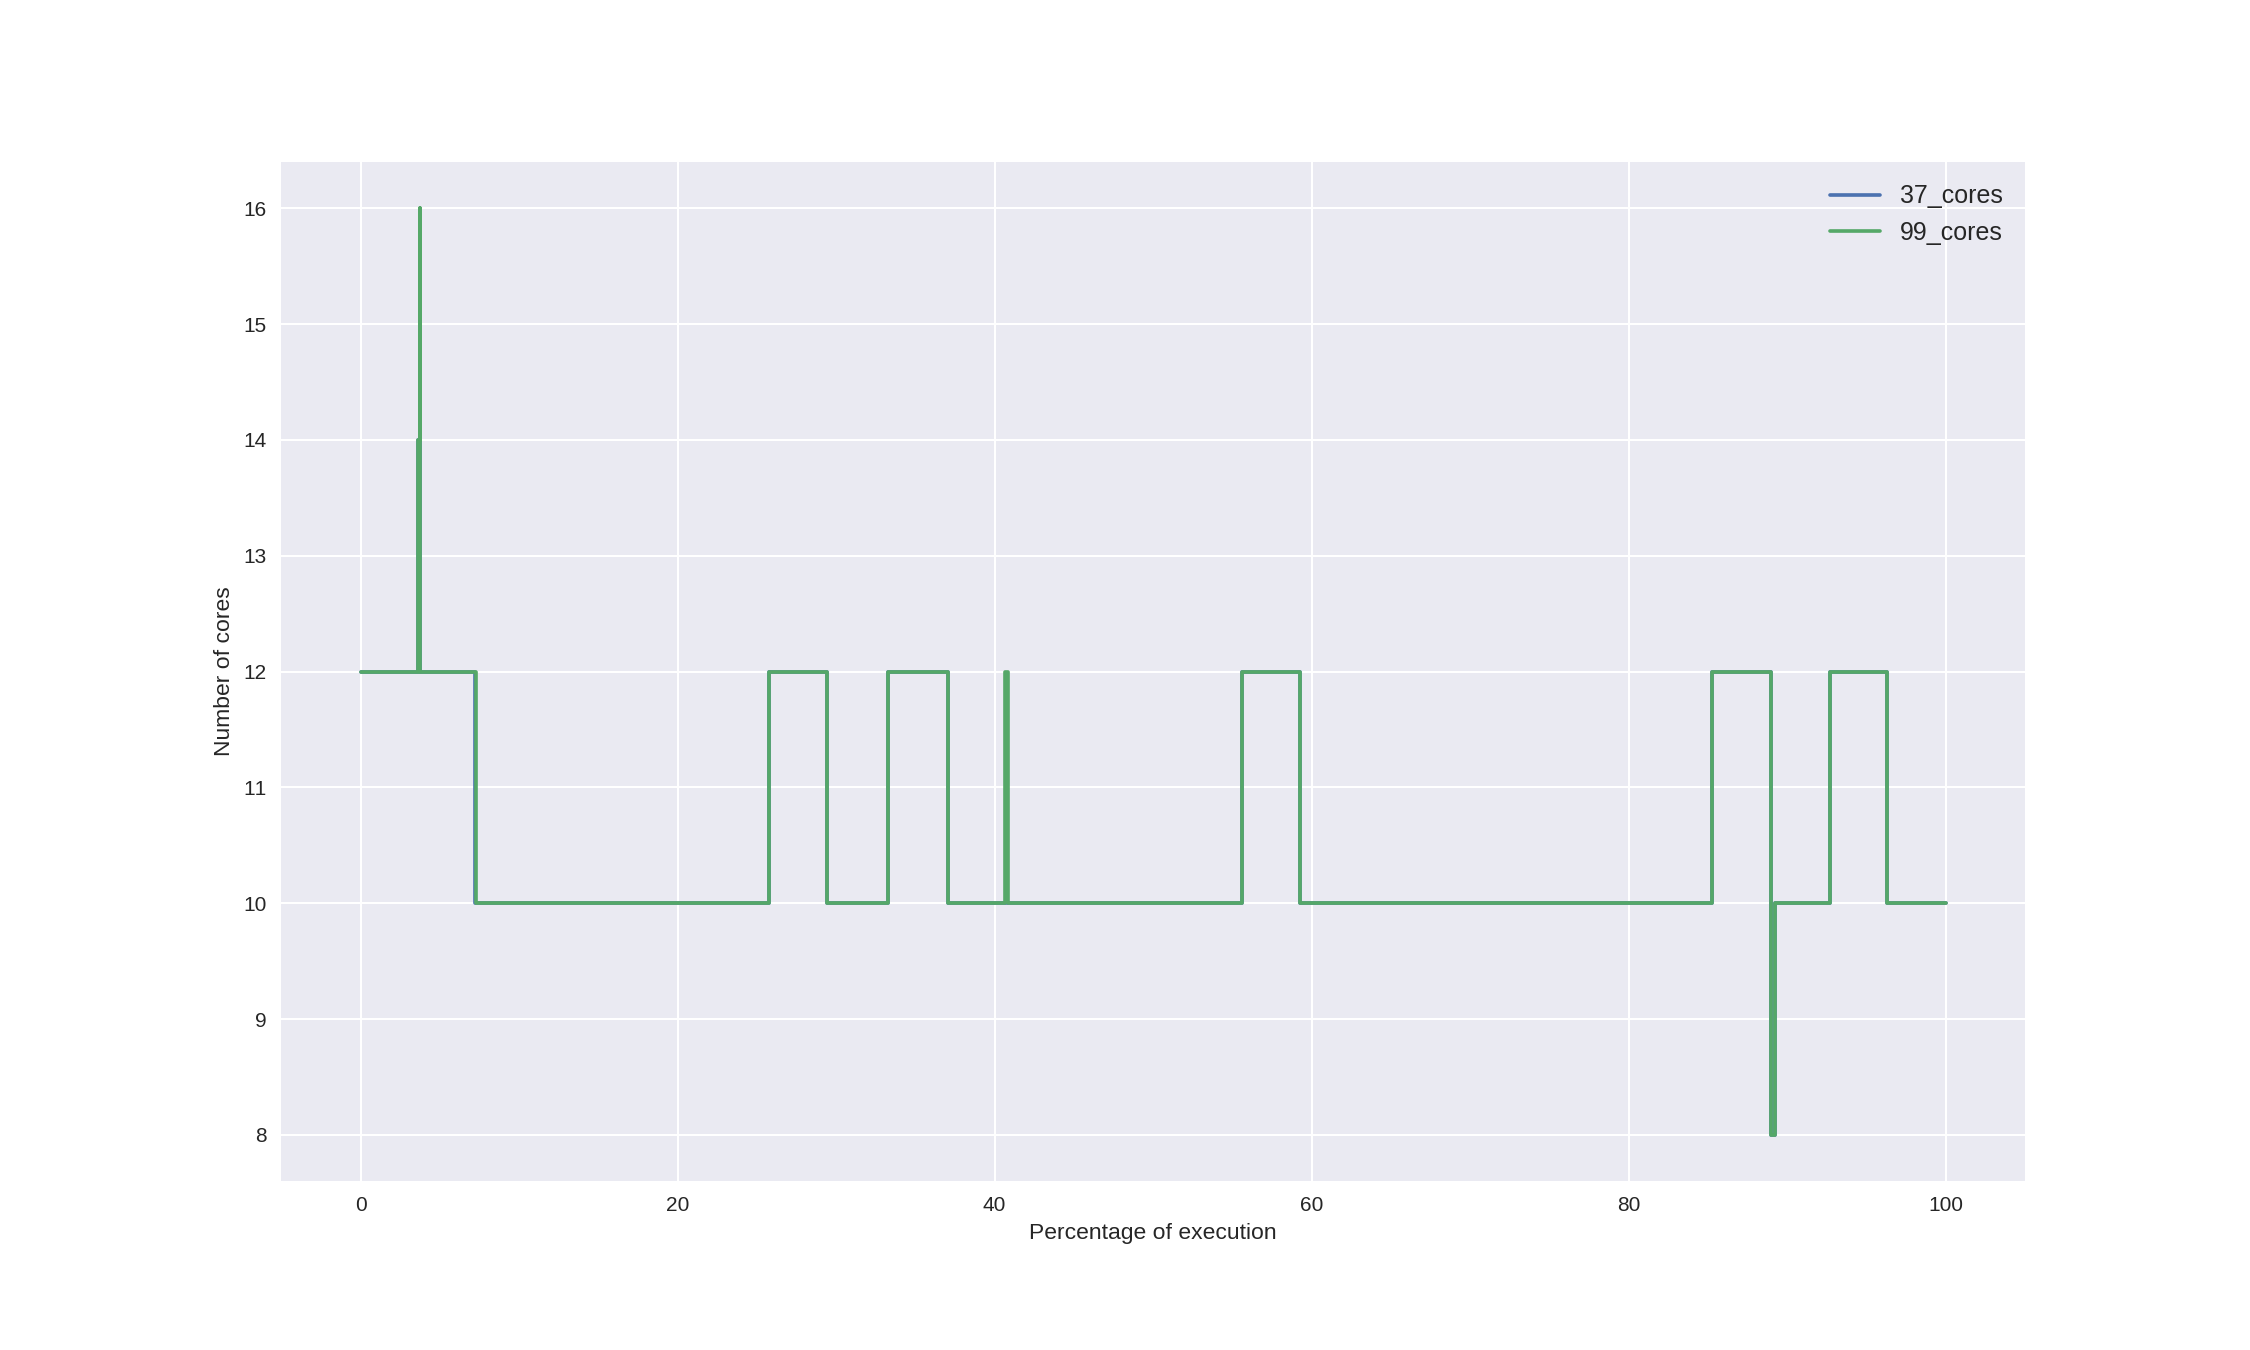 37_cores
99_cores
16
15
14
13
12
11
10
9
8
Number of cores
0 20 40 60 80 100
Percentage of execution